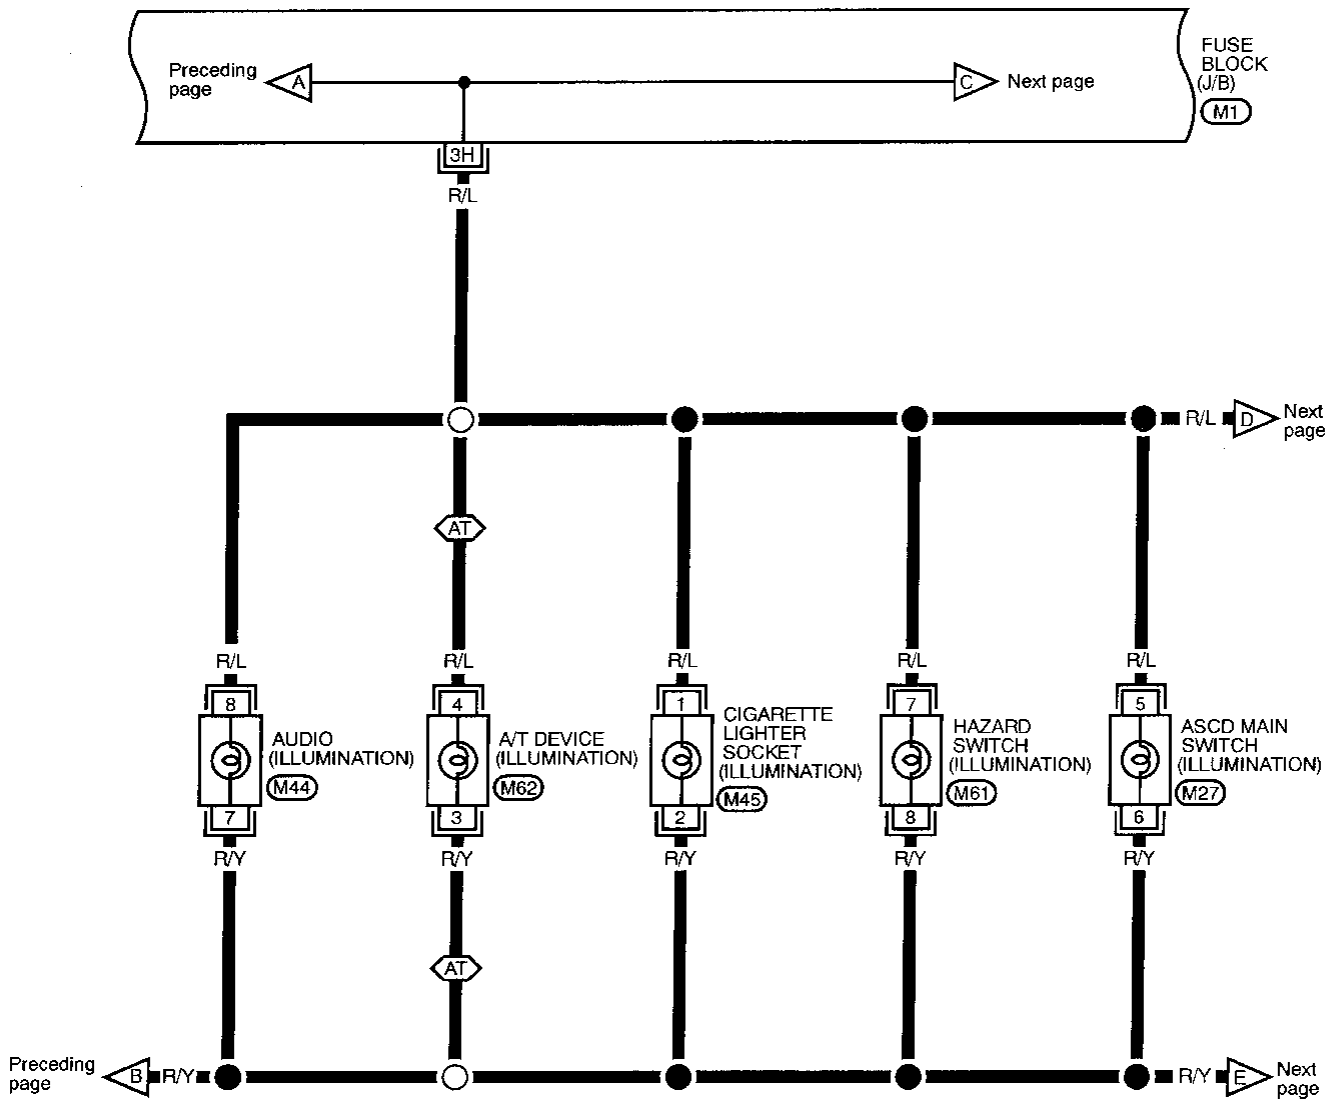 FUSE
BLOCK
(J/B)
M1
Preceding
page
A
C
Next page
3H
R/L
R/L
D
Next
page
AT
R/L
R/L
R/L
R/L
R/L
8
4
1
7
5
AUDIO
(ILLUMINATION)
M44
A/T DEVICE
(ILLUMINATION)
M62
CIGARETTE
LIGHTER
SOCKET
(ILLUMINATION)
M45
HAZARD
SWITCH
(ILLUMINATION)
M61
ASCD MAIN
SWITCH
(ILLUMINATION)
M27
7
3
2
8
6
R/Y
R/Y
R/Y
R/Y
R/Y
AT
Preceding
page
B
R/Y
R/Y
E
Next
page